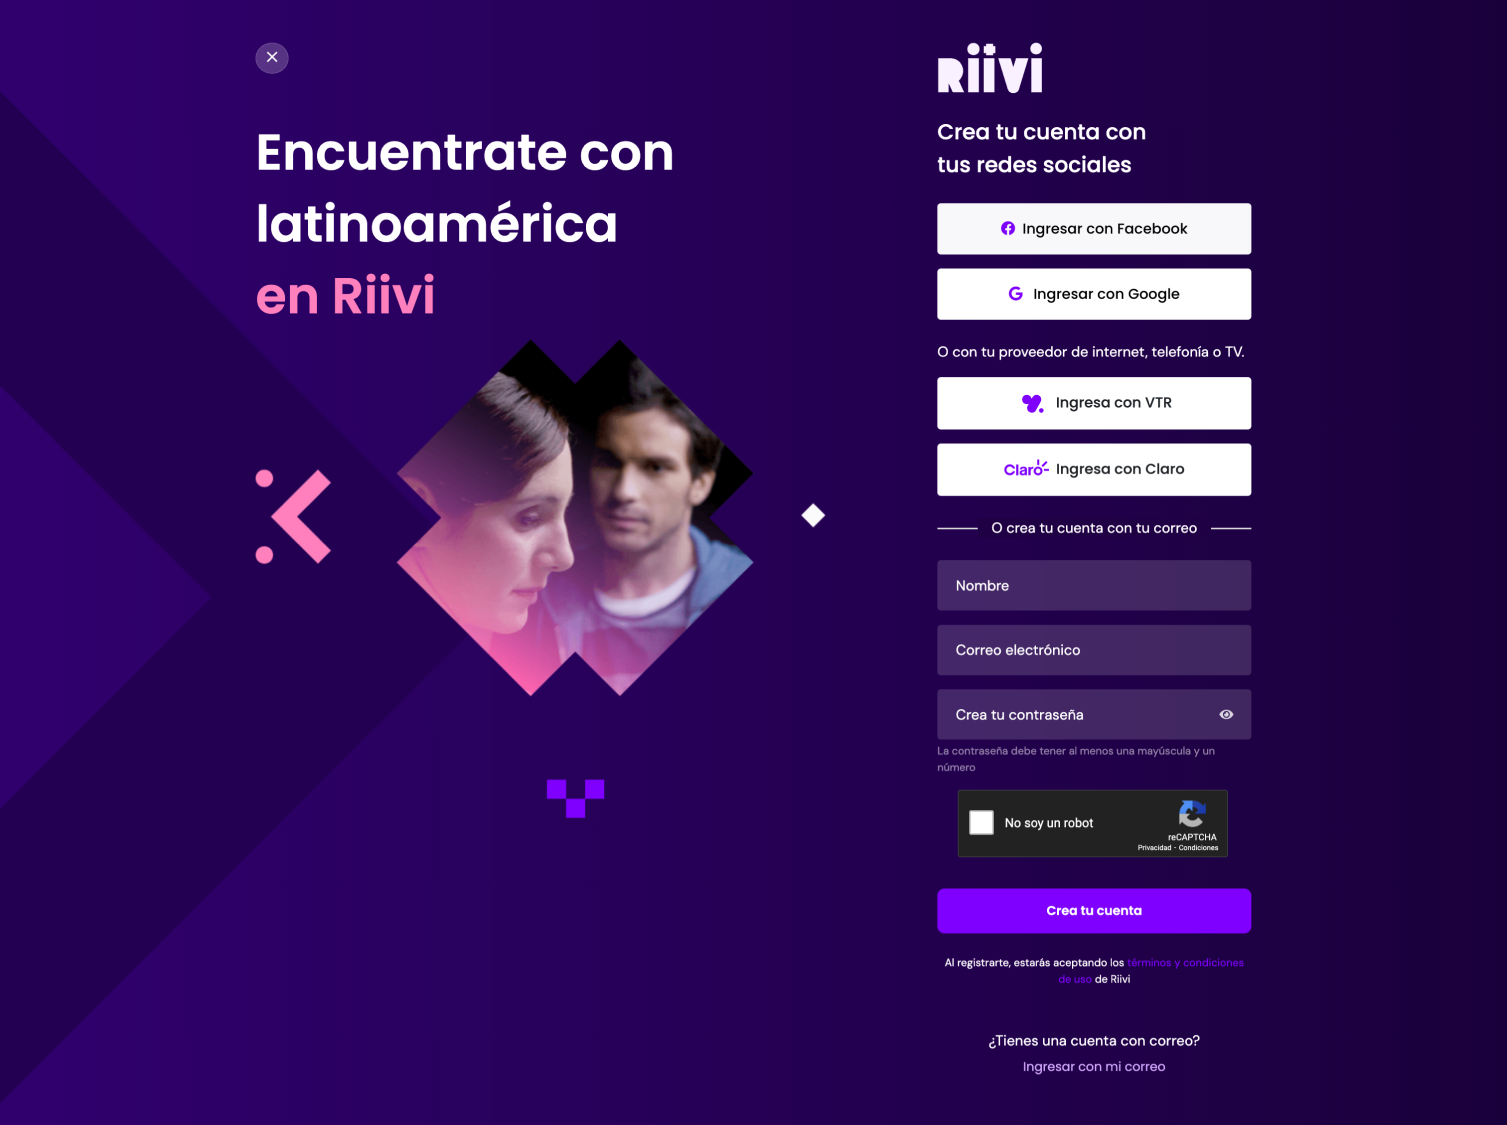 Encuentrate con
latinoamérica
en Riivi
Riivi
Crea tu cuenta con
tus redes sociales
Ingresar con Facebook
Ingresar con Google
O con tu proveedor de internet, telefonía o TV.
Ingresa con VTR
Claro Ingresa con Claro
O crea tu cuenta con tu correo
Nombre
Correo electrónico
Crea tu contraseña
La contraseña debe tener al menos una mayúscula y un
número
No soy un robot
reCAPTCHA
Privacidad - Condiciones
Crea tu cuenta
Al registrarte, estarás aceptando los términos y condiciones
de uso de Riivi
¿Tienes una cuenta con correo?
Ingresar con mi correo